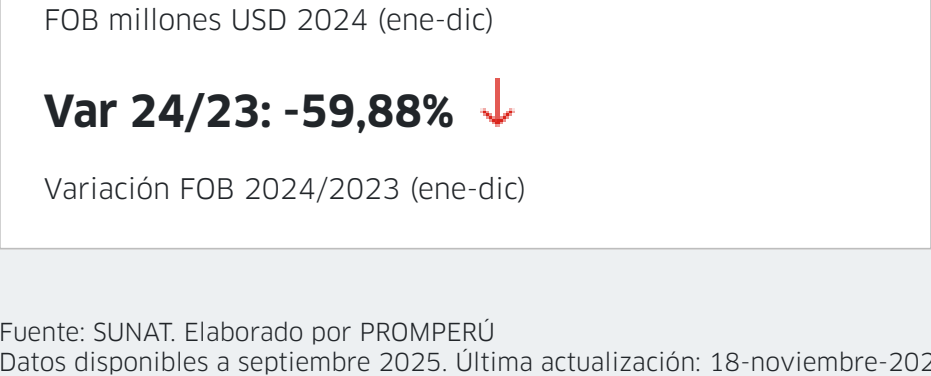 FOB millones USD 2024 (ene-dic)
Var 24/23: -59,88%
Variación FOB 2024/2023 (ene-dic)
Fuente: SUNAT. Elaborado por PROMPERÚ
Datos disponibles a septiembre 2025. Última actualización: 18-noviembre-202